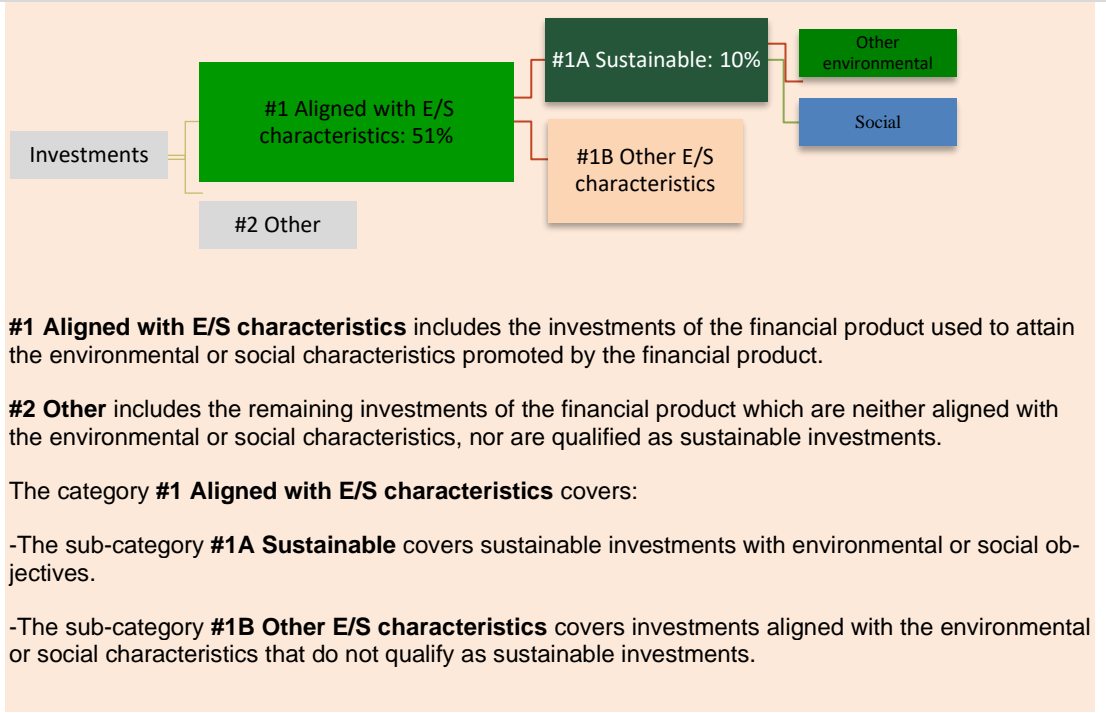 Investments
#1 Aligned with E/S
characteristics: 51%
#2 Other
#1A Sustainable: 10%
#1B Other E/S
characteristics
Other
environmental
Social
#1 Aligned with E/S characteristics includes the investments of the financial product used to attain
the environmental or social characteristics promoted by the financial product.
#2 Other includes the remaining investments of the financial product which are neither aligned with
the environmental or social characteristics, nor are qualified as sustainable investments.
The category #1 Aligned with E/S characteristics covers:
-The sub-category #1A Sustainable covers sustainable investments with environmental or social ob-
jectives.
-The sub-category #1B Other E/S characteristics covers investments aligned with the environmental
or social characteristics that do not qualify as sustainable investments.